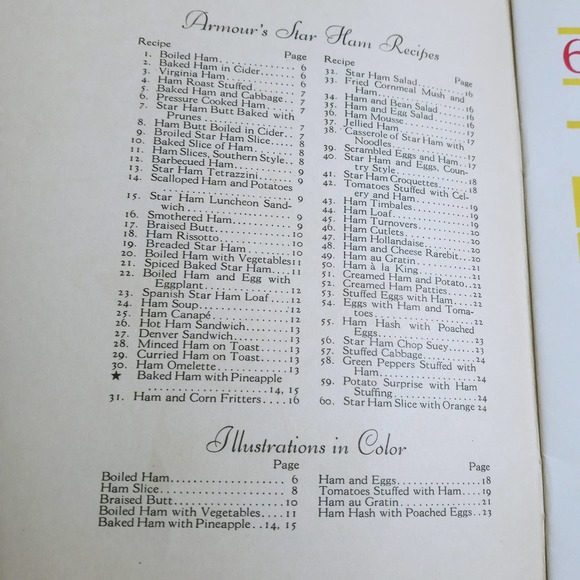 Armour's Star Ham Recipes
Recipe Page
1. Boiled Ham 6
2. Baked Ham in Cider 6
3. Virginia Ham 6
4. Ham Roast Stuffed 7
5. Baked Ham and Cabbage 7
6. Pressure Cooked Ham 7
7. Star Ham Butt Baked with
Prunes 7
8. Ham Butt Boiled in Cider 7
9. Broiled Star Ham Slice 8
10. Baked Slice of Ham 8
11. Ham Slices, Southern Style 8
12. Barbecued Ham 9
13. Star Ham Tetrazzini 9
14. Scalloped Ham and Potatoes
9
15. Star Ham Luncheon Sand-
wich 9
16. Smothered Ham 9
17. Braised Butt 10
18. Ham Rissotto 10
19. Breaded Star Ham 10
20. Boiled Ham with Vegetables 11
21. Spiced Baked Star Ham 11
22. Boiled Ham and Egg with
Eggplant 12
23. Spanish Star Ham Loaf 12
24. Ham Soup 12
25. Ham Canapé 12
26. Hot Ham Sandwich 13
27. Denver Sandwich 13
28. Minced Ham on Toast 13
29. Curried Ham on Toast 13
30. Ham Omelette 13
★ Baked Ham with Pineapple
14, 15
31. Ham and Corn Fritters 16
Recipe Page
32. Star Ham Salad 16
33. Fried Cornmeal Mush and
Ham 16
34. Ham and Bean Salad 16
35. Ham and Egg Salad 16
36. Ham Mousse 17
37. Jellied Ham 17
38. Casserole of Star Ham with
Noodles 17
39. Scrambled Eggs and Ham 17
40. Star Ham and Eggs, Coun-
try Style 18
41. Star Ham Croquettes 18
42. Tomatoes Stuffed with Cel-
ery and Ham 19
43. Ham Timbales 19
44. Ham Loaf 19
45. Ham Turnovers 19
46. Ham Cutlets 20
47. Ham Hollandaise 20
48. Ham and Cheese Rarebit 20
49. Ham au Gratin 21
50. Ham à la King 21
51. Creamed Ham and Potato 22
52. Creamed Ham Patties 22
53. Stuffed Eggs with Ham 22
54. Eggs with Ham and Toma-
toes 22
55. Ham Hash with Poached
Eggs 23
56. Star Ham Chop Suey 23
57. Stuffed Cabbage 24
58. Green Peppers Stuffed with
Ham 24
59. Potato Surprise with Ham
Stuffing 24
60. Star Ham Slice with Orange 24
Illustrations in Color
Page
Boiled Ham 6
Ham Slice 8
Braised Butt 10
Boiled Ham with Vegetables 11
Baked Ham with Pineapple 14, 15
Page
Ham and Eggs 18
Tomatoes Stuffed with Ham 19
Ham au Gratin 21
Ham Hash with Poached Eggs 23
6